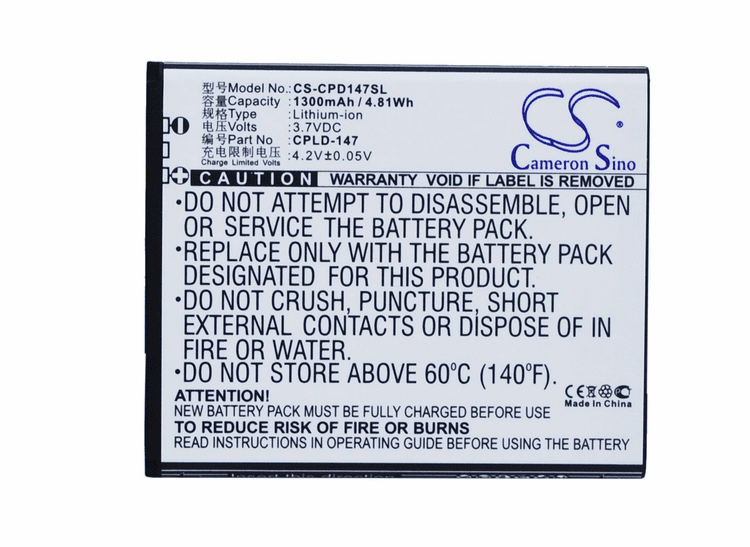 型号Model: CS-CPD147SL
容量Capacity: 1300mAh / 4.81Wh
类型Type: Lithium-ion
电压Volts: 3.7VDC
编号Part No CPLD-147
充电限制电压: 4.2V±0.05V
Charge Limited Volts
CS
Cameron Sino
CAUTION WARRANTY VOID IF LABEL IS REMOVED
•DO NOT ATTEMPT TO DISASSEMBLE, OPEN
OR SERVICE THE BATTERY PACK.
•REPLACE ONLY WITH THE BATTERY PACK
DESIGNATED FOR THIS APPLICATION.
•DO NOT CRUSH, PUNCTURE, SHORT
EXTERNAL CONTACTS OR DISPOSE OF IN
FIRE OR WATER.
•DO NOT STORE ABOVE 60°C (140°F).
CE
Made In China
ATTENTION!
NEW BATTERY PACK MUST BE FULLY CHARGED BEFORE USE
TO REDUCE RISK OF FIRE OR BURNS
READ INSTRUCTIONS IN OPERATING GUIDE BEFORE USING THE BATTERY